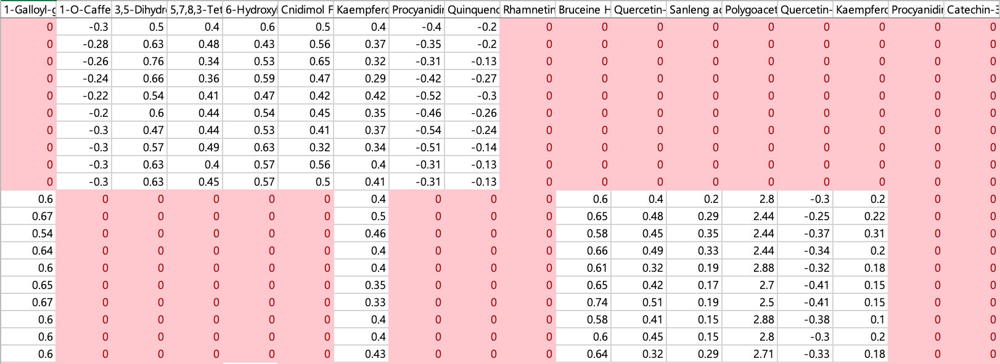 1-Galloyl-g 1-O-Caffe 3,5-Dihydr 5,7,8,3-Tet 6-Hydroxyl Cnidimol F Kaempferc Procyanidir Quinquenc Rhamnetin Bruceine H Quercetin- Sanleng ac Polygoacet Quercetin- Kaempferc Procyanidir Catechin-3
0 -0.3 0.5 0.4 0.6 0.5 0.4 -0.4 -0.2 0 0 0 0 0 0 0 0 0
0 -0.28 0.63 0.48 0.43 0.56 0.37 -0.35 -0.2 0 0 0 0 0 0 0 0 0
0 -0.26 0.76 0.34 0.53 0.65 0.32 -0.31 -0.13 0 0 0 0 0 0 0 0 0
0 -0.24 0.66 0.36 0.59 0.47 0.29 -0.42 -0.27 0 0 0 0 0 0 0 0 0
0 -0.22 0.54 0.41 0.47 0.42 0.42 -0.52 -0.3 0 0 0 0 0 0 0 0 0
0 -0.2 0.6 0.44 0.54 0.45 0.35 -0.46 -0.26 0 0 0 0 0 0 0 0 0
0 -0.3 0.47 0.44 0.53 0.41 0.37 -0.54 -0.24 0 0 0 0 0 0 0 0 0
0 -0.3 0.57 0.49 0.63 0.32 0.34 -0.51 -0.14 0 0 0 0 0 0 0 0 0
0 -0.3 0.63 0.4 0.57 0.56 0.4 -0.31 -0.13 0 0 0 0 0 0 0 0 0
0 -0.3 0.63 0.45 0.57 0.5 0.41 -0.31 -0.13 0 0 0 0 0 0 0 0 0
0.6 0 0 0 0 0 0.4 0 0 0 0.6 0.4 0.2 2.8 -0.3 0.2 0 0
0.67 0 0 0 0 0 0.5 0 0 0 0.65 0.48 0.29 2.44 -0.25 0.22 0 0
0.54 0 0 0 0 0 0.46 0 0 0 0.58 0.45 0.35 2.44 -0.37 0.31 0 0
0.64 0 0 0 0 0 0.4 0 0 0 0.66 0.49 0.33 2.44 -0.34 0.2 0 0
0.6 0 0 0 0 0 0.4 0 0 0 0.61 0.32 0.19 2.88 -0.32 0.18 0 0
0.65 0 0 0 0 0 0.35 0 0 0 0.65 0.42 0.17 2.7 -0.41 0.15 0 0
0.67 0 0 0 0 0 0.33 0 0 0 0.74 0.51 0.19 2.5 -0.41 0.15 0 0
0.6 0 0 0 0 0 0.4 0 0 0 0.58 0.41 0.15 2.88 -0.38 0.1 0 0
0.6 0 0 0 0 0 0.4 0 0 0 0.6 0.45 0.15 2.8 -0.3 0.2 0 0
0.6 0 0 0 0 0 0.43 0 0 0 0.64 0.32 0.29 2.71 -0.33 0.18 0 0